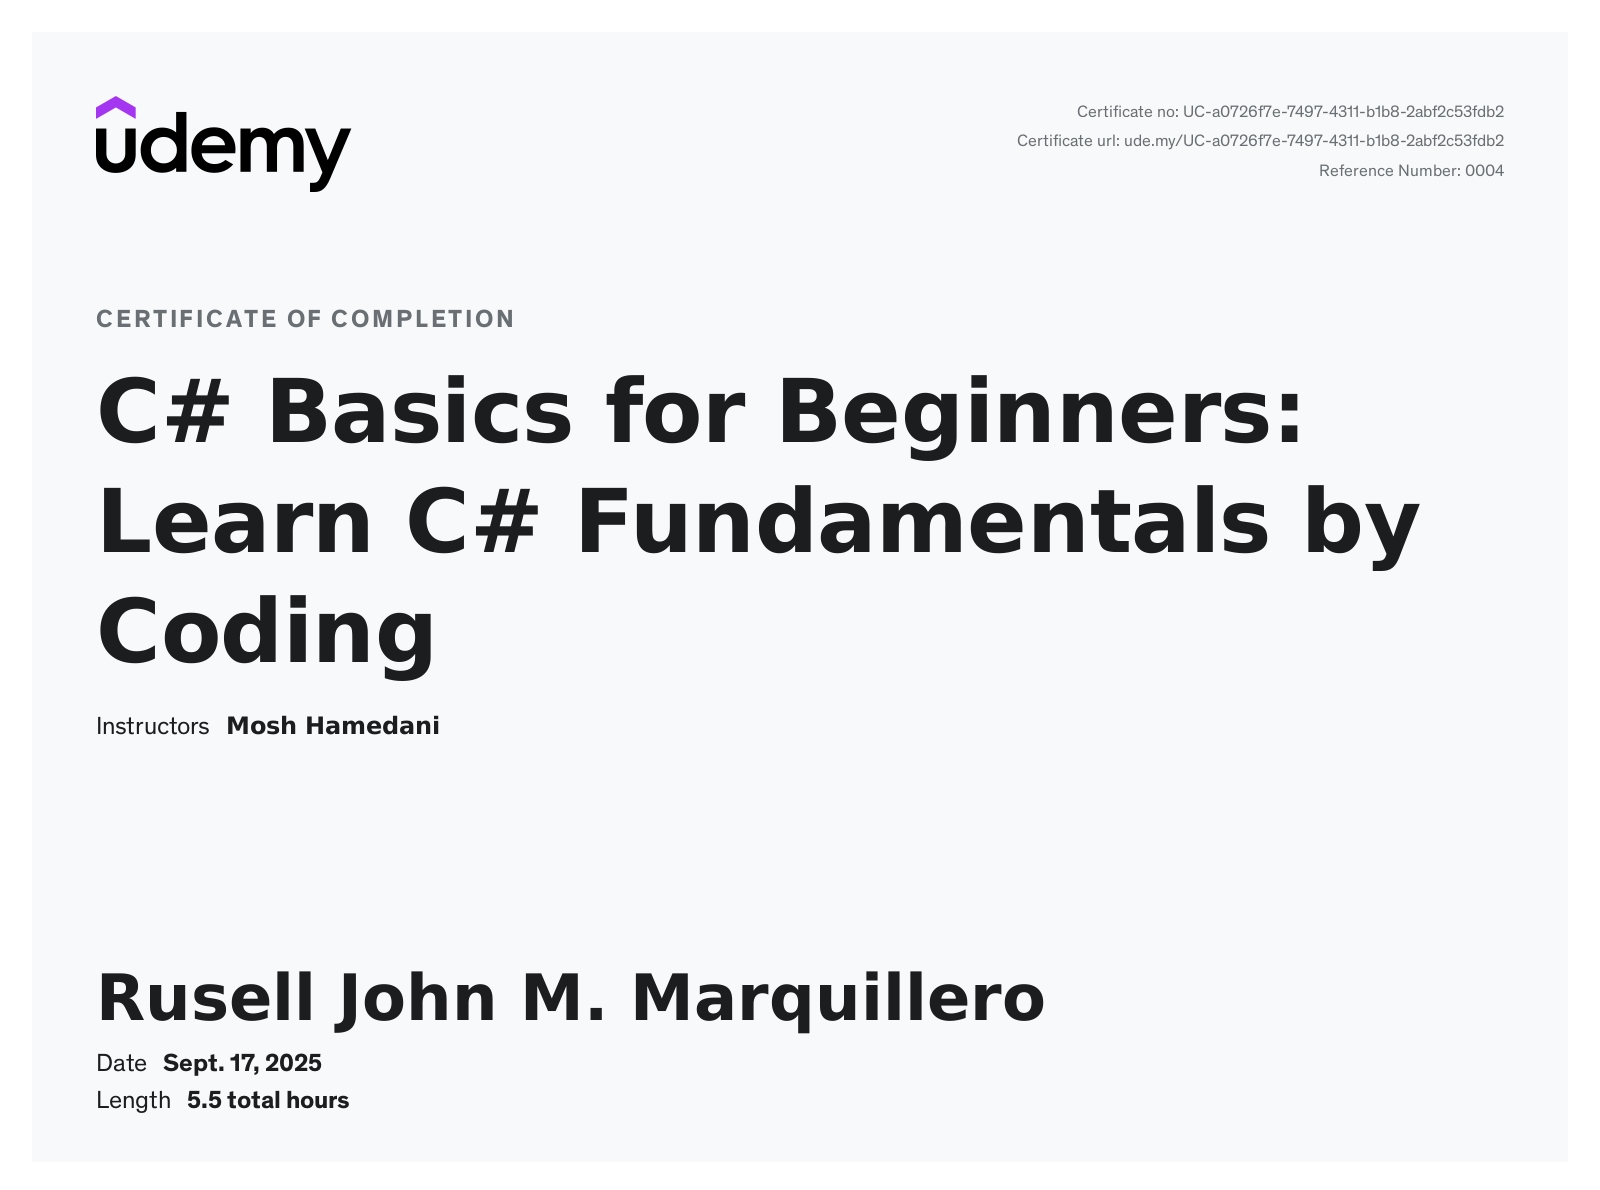 udemy
Certificate no: UC-a0726f7e-7497-4311-b1b8-2abf2c53fdb2
Certificate url: ude.my/UC-a0726f7e-7497-4311-b1b8-2abf2c53fdb2
Reference Number: 0004
CERTIFICATE OF COMPLETION
C# Basics for Beginners:
Learn C# Fundamentals by
Coding
Instructors Mosh Hamedani
Rusell John M. Marquillero
Date Sept. 17, 2025
Length 5.5 total hours